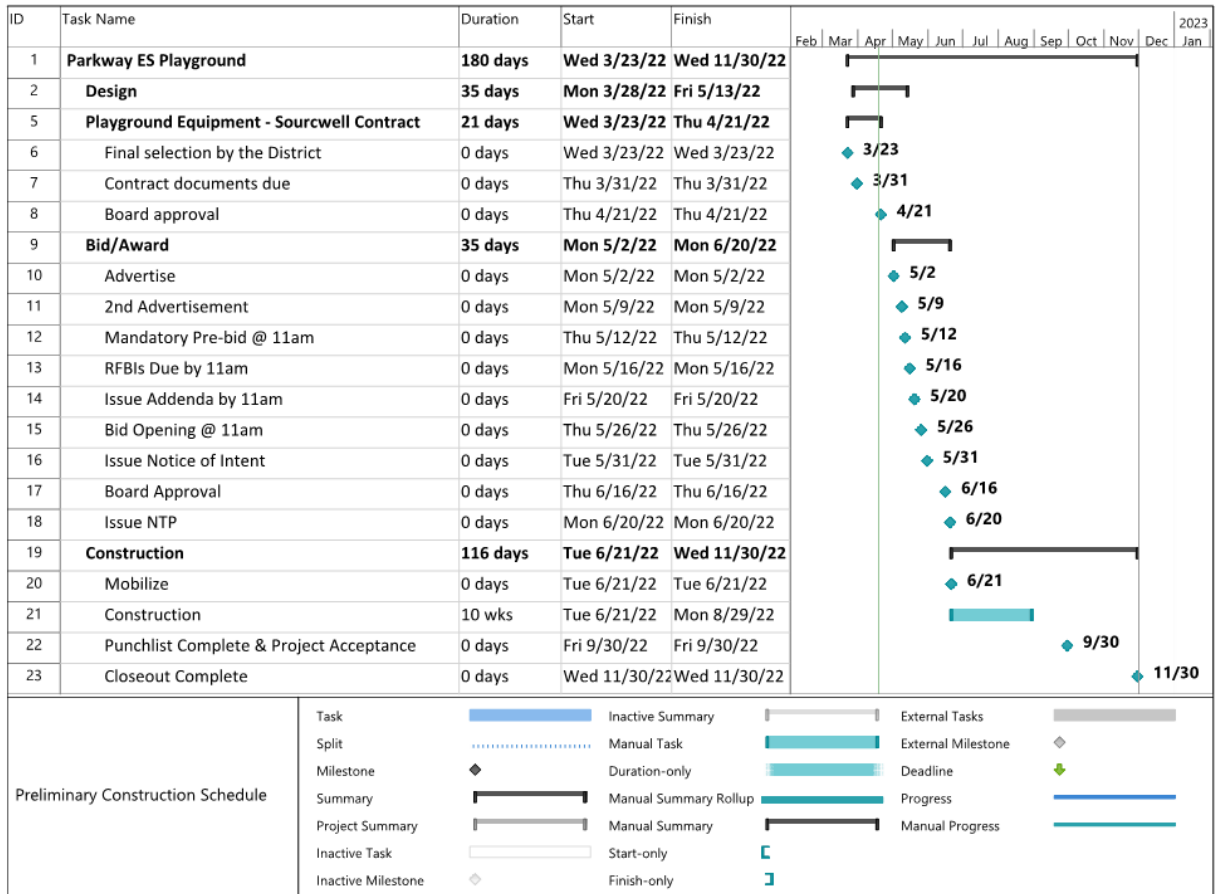 ID Task Name Duration Start Finish 2023
Feb Mar Apr May Jun Jul Aug Sep Oct Nov Dec Jan
1 Parkway ES Playground 180 days Wed 3/23/22 Wed 11/30/22
2 Design 35 days Mon 3/28/22 Fri 5/13/22
5 Playground Equipment - Sourcwell Contract 21 days Wed 3/23/22 Thu 4/21/22
6 Final selection by the District 0 days Wed 3/23/22 Wed 3/23/22 3/23
7 Contract documents due 0 days Thu 3/31/22 Thu 3/31/22 3/31
8 Board approval 0 days Thu 4/21/22 Thu 4/21/22 4/21
9 Bid/Award 35 days Mon 5/2/22 Mon 6/20/22
10 Advertise 0 days Mon 5/2/22 Mon 5/2/22 5/2
11 2nd Advertisement 0 days Mon 5/9/22 Mon 5/9/22 5/9
12 Mandatory Pre-bid @ 11am 0 days Thu 5/12/22 Thu 5/12/22 5/12
13 RFBIs Due by 11am 0 days Mon 5/16/22 Mon 5/16/22 5/16
14 Issue Addenda by 11am 0 days Fri 5/20/22 Fri 5/20/22 5/20
15 Bid Opening @ 11am 0 days Thu 5/26/22 Thu 5/26/22 5/26
16 Issue Notice of Intent 0 days Tue 5/31/22 Tue 5/31/22 5/31
17 Board Approval 0 days Thu 6/16/22 Thu 6/16/22 6/16
18 Issue NTP 0 days Mon 6/20/22 Mon 6/20/22 6/20
19 Construction 116 days Tue 6/21/22 Wed 11/30/22
20 Mobilize 0 days Tue 6/21/22 Tue 6/21/22 6/21
21 Construction 10 wks Tue 6/21/22 Mon 8/29/22
22 Punchlist Complete & Project Acceptance 0 days Fri 9/30/22 Fri 9/30/22 9/30
23 Closeout Complete 0 days Wed 11/30/22 Wed 11/30/22 11/30
Preliminary Construction Schedule
Task Inactive Summary External Tasks
Split Manual Task External Milestone
Milestone Duration-only Deadline
Summary Manual Summary Rollup Progress
Project Summary Manual Summary Manual Progress
Inactive Task Start-only
Inactive Milestone Finish-only